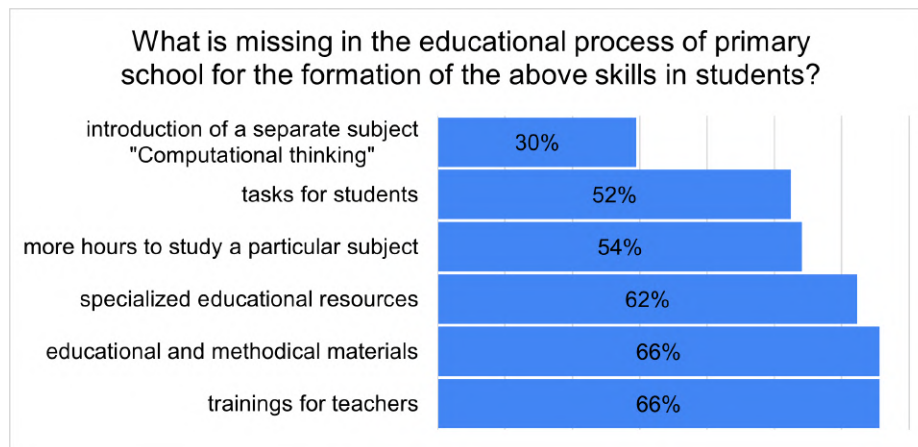 What is missing in the educational process of primary
school for the formation of the above skills in students?
introduction of a separate subject
"Computational thinking"
30%
tasks for students
52%
more hours to study a particular subject
54%
specialized educational resources
62%
educational and methodical materials
66%
trainings for teachers
66%